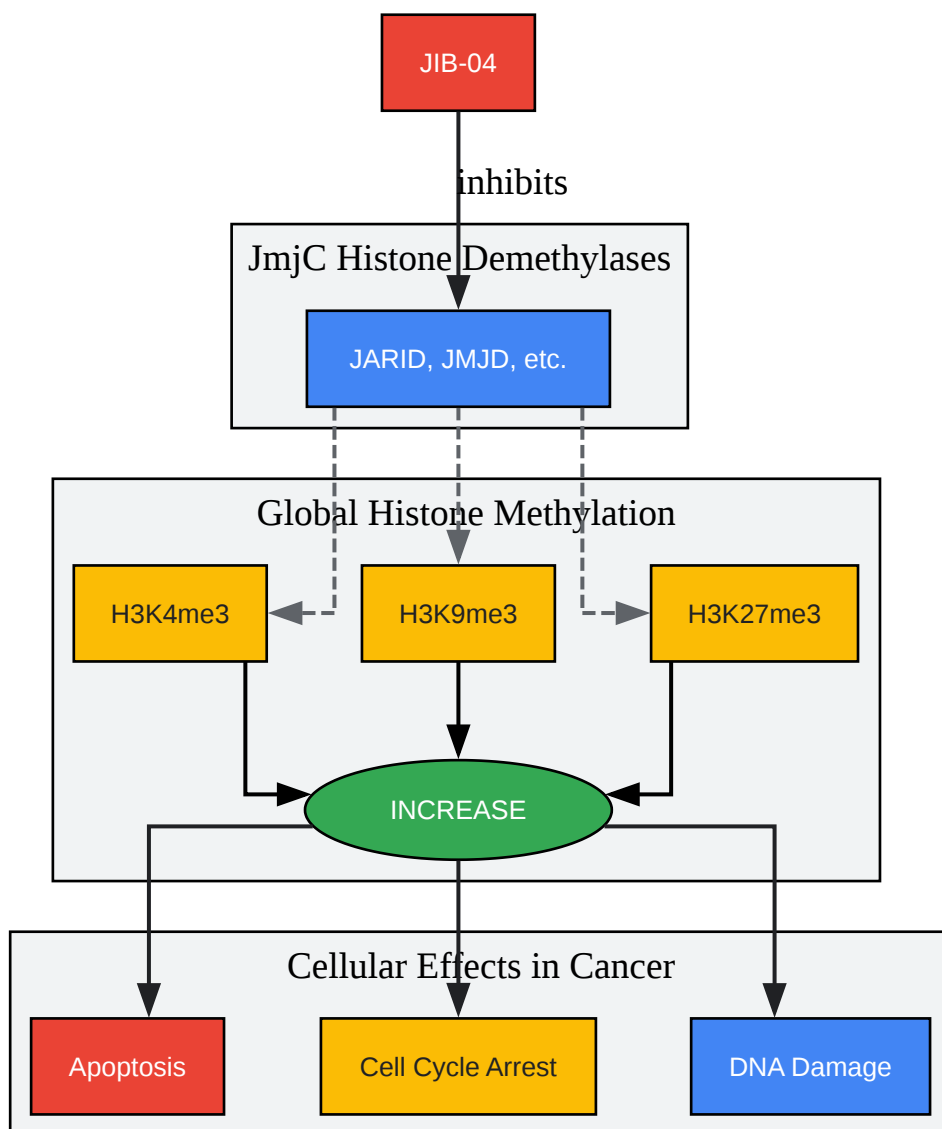 JIB-04
inhibits
JmjC Histone Demethylases
JARID, JMJD, etc.
Global Histone Methylation
H3K4me3
H3K9me3
H3K27me3
INCREASE
Cellular Effects in Cancer
Apoptosis
Cell Cycle Arrest
DNA Damage